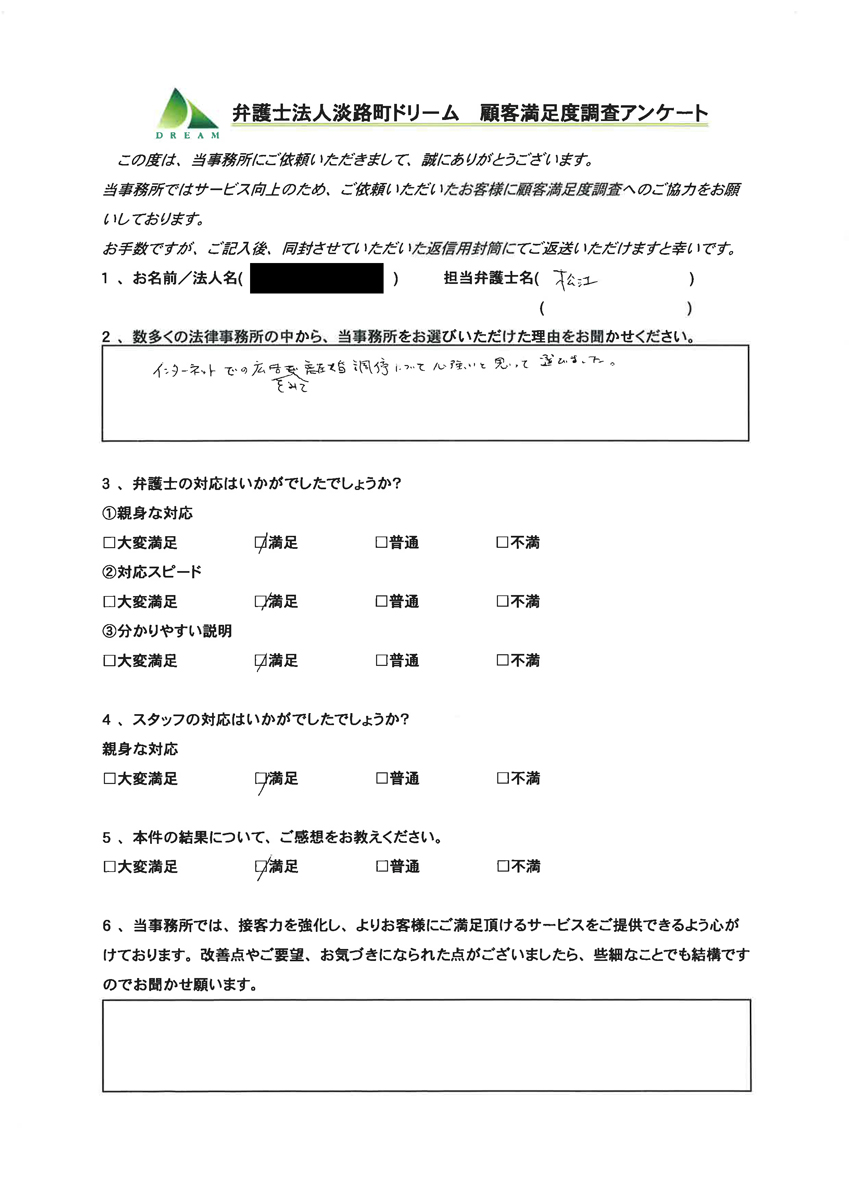 DREAM
弁護士法人淡路町ドリーム　顧客満足度調査アンケート
この度は、当事務所にご依頼いただきまして、誠にありがとうございます。
当事務所ではサービス向上のため、ご依頼いただいたお客様に顧客満足度調査へのご協力をお願
いしております。
お手数ですが、ご記入後、同封させていただいた返信用封筒にてご返送いただけますと幸いです。
1、お名前／法人名(　　　)　　担当弁護士名( 松江　　　)
(　　　)
2、数多くの法律事務所の中から、当事務所をお選びいただけた理由をお聞かせください。
インターネットでの広告をみて離婚調停について心強いと思って選びました。
3、弁護士の対応はいかがでしたでしょうか?
①親身な対応
□大変満足　☑満足　□普通　□不満
②対応スピード
□大変満足　☑満足　□普通　□不満
③分かりやすい説明
□大変満足　☑満足　□普通　□不満
4、スタッフの対応はいかがでしたでしょうか?
親身な対応
□大変満足　☑満足　□普通　□不満
5、本件の結果について、ご感想をお教えください。
□大変満足　☑満足　□普通　□不満
6、当事務所では、接客力を強化し、よりお客様にご満足頂けるサービスをご提供できるよう心が
けております。改善点やご要望、お気づきになられた点がございましたら、些細なことでも結構です
のでお聞かせ願います。